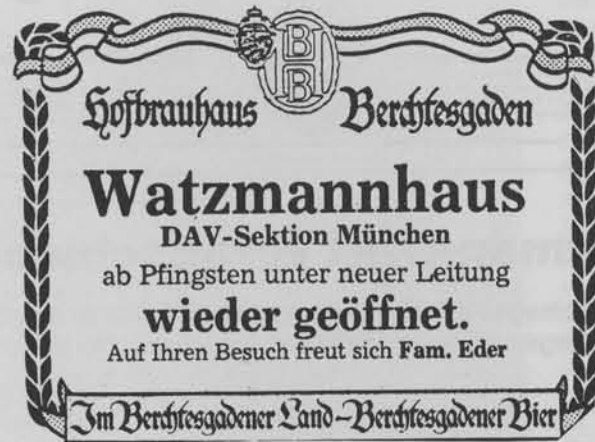 HB
B
Hofbrauhaus Berchtesgaden
Watzmannhaus
DAV-Sektion München
ab Pfingsten unter neuer Leitung
wieder geöffnet.
Auf Ihren Besuch freut sich Fam. Eder
Im Berchtesgadener Land–Berchtesgadener Bier